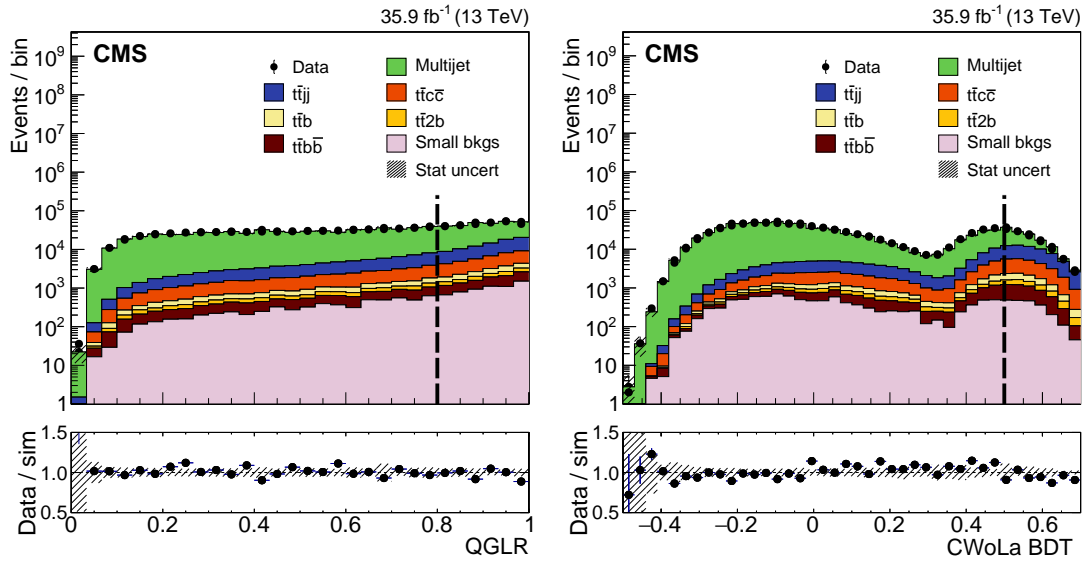 35.9 fb⁻¹ (13 TeV)
CMS
Events / bin
10⁹
10⁸
10⁷
10⁶
10⁵
10⁴
10³
10²
10
1
Data
Multijet
tt̄jj
tt̄cc̄
tt̄b
tt̄2b
tt̄bb̄
Small bkgs
Stat uncert
Data / sim
1.5
1.0
0.5
0 0.2 0.4 0.6 0.8 1
QGLR
35.9 fb⁻¹ (13 TeV)
CMS
Events / bin
10⁹
10⁸
10⁷
10⁶
10⁵
10⁴
10³
10²
10
1
Data
Multijet
tt̄jj
tt̄cc̄
tt̄b
tt̄2b
tt̄bb̄
Small bkgs
Stat uncert
Data / sim
1.5
1.0
0.5
−0.4 −0.2 0 0.2 0.4 0.6
CWoLa BDT